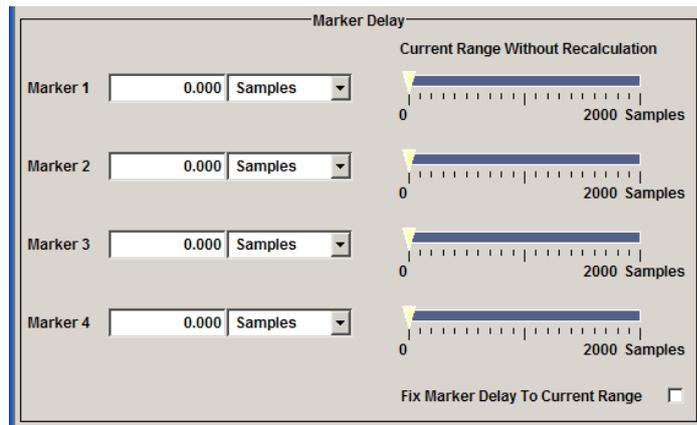 Marker Delay
Current Range Without Recalculation
Marker 1 0.000 Samples
0 2000 Samples
Marker 2 0.000 Samples
0 2000 Samples
Marker 3 0.000 Samples
0 2000 Samples
Marker 4 0.000 Samples
0 2000 Samples
Fix Marker Delay To Current Range